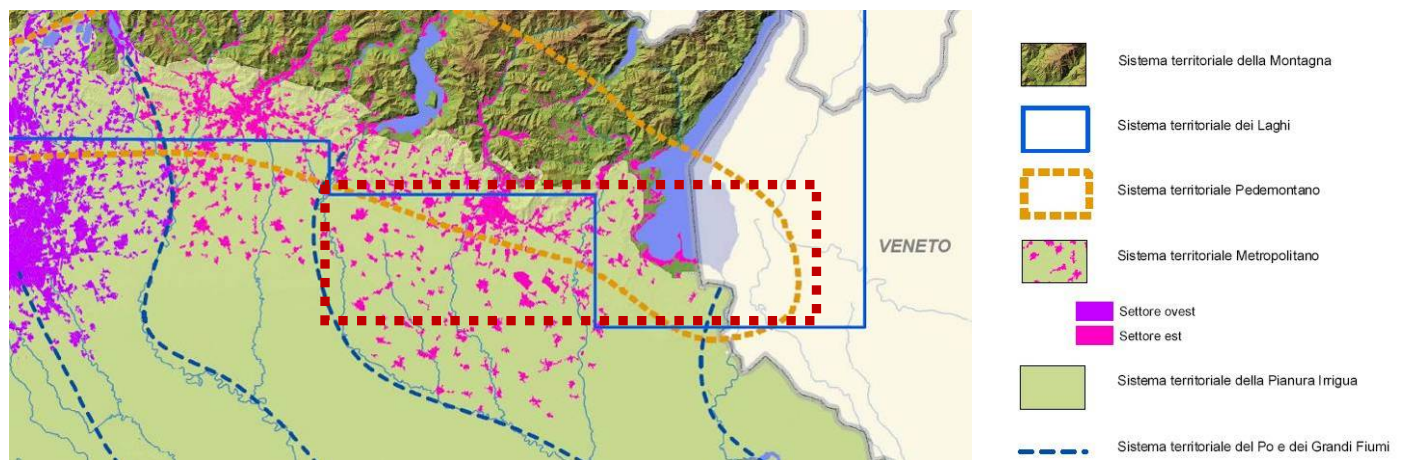 VENETO
Sistema territoriale della Montagna
Sistema territoriale dei Laghi
Sistema territoriale Pedemontano
Sistema territoriale Metropolitano
Settore ovest
Settore est
Sistema territoriale della Pianura Irrigua
Sistema territoriale del Po e dei Grandi Fiumi